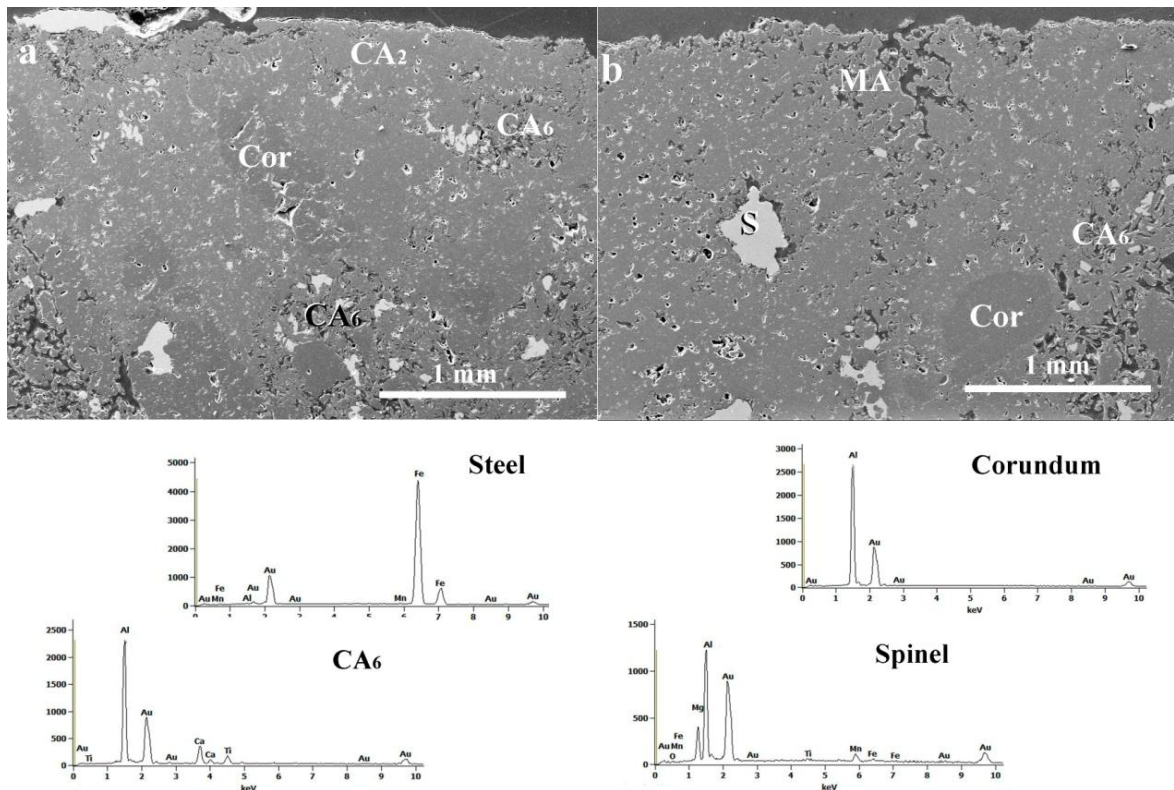 a
CA₂
CA₆
Cor
CA₆
1 mm
b
MA
S
CA₆
Cor
1 mm
Steel
5000
4000
3000
2000
1000
0
Fe
Au
Au
Fe
Au Mn Al
Au
Mn
Fe
Au
Au
0 1 2 3 4 5 6 7 8 9 10
keV
Corundum
3000
2500
2000
1500
1000
500
0
Al
Au
Au
Au
Au
Au
0 1 2 3 4 5 6 7 8 9 10
keV
CA₆
2500
2000
1500
1000
500
0
Al
Au
Au
Ti
Au
Ca
Ca
Ti
Au
Au
0 1 2 3 4 5 6 7 8 9 10
keV
Spinel
1500
1000
500
0
Al
Au
Mg
Fe
Au Mn
O
Au
Ti
Mn
Fe
Fe
Au
Au
0 1 2 3 4 5 6 7 8 9 10
keV